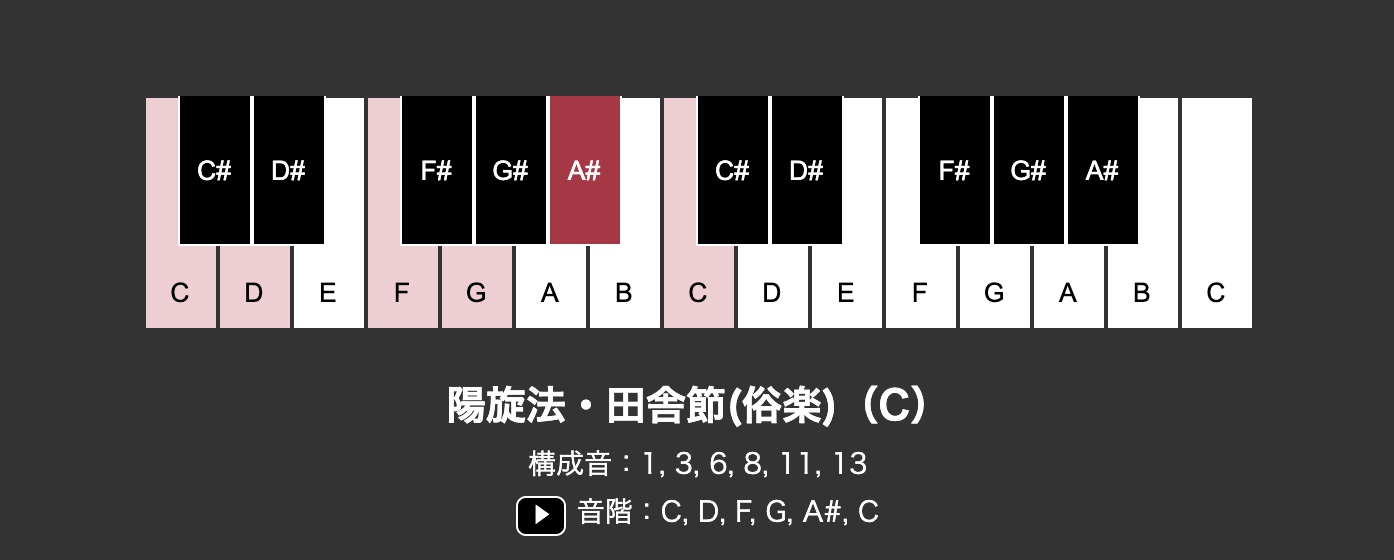 C# D# F# G# A# C# D# F# G# A#
C D E F G A B C D E F G A B C
陽旋法・田舎節(俗楽)（C）
構成音：1, 3, 6, 8, 11, 13
音階：C, D, F, G, A#, C